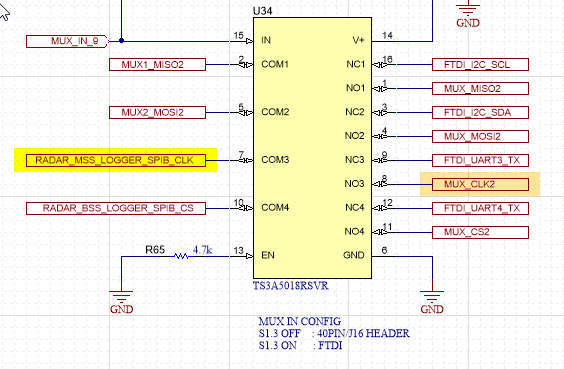 U34
GND
MUX_IN_9 15 IN V+ 14
MUX1_MISO2 2 COM1 NC1 16 FTDI_I2C_SCL
NO1 1 MUX_MISO2
MUX2_MOSI2 5 COM2 NC2 3 FTDI_I2C_SDA
NO2 4 MUX_MOSI2
RADAR_MSS_LOGGER_SPIB_CLK 7 COM3 NC3 9 FTDI_UART3_TX
NO3 8 MUX_CLK2
RADAR_BSS_LOGGER_SPIB_CS 10 COM4 NC4 12 FTDI_UART4_TX
NO4 11 MUX_CS2
R65 4.7k 13 EN GND 6
TS3A5018RSVR
GND GND
MUX IN CONFIG
S1.3 OFF : 40PIN/J16 HEADER
S1.3 ON : FTDI